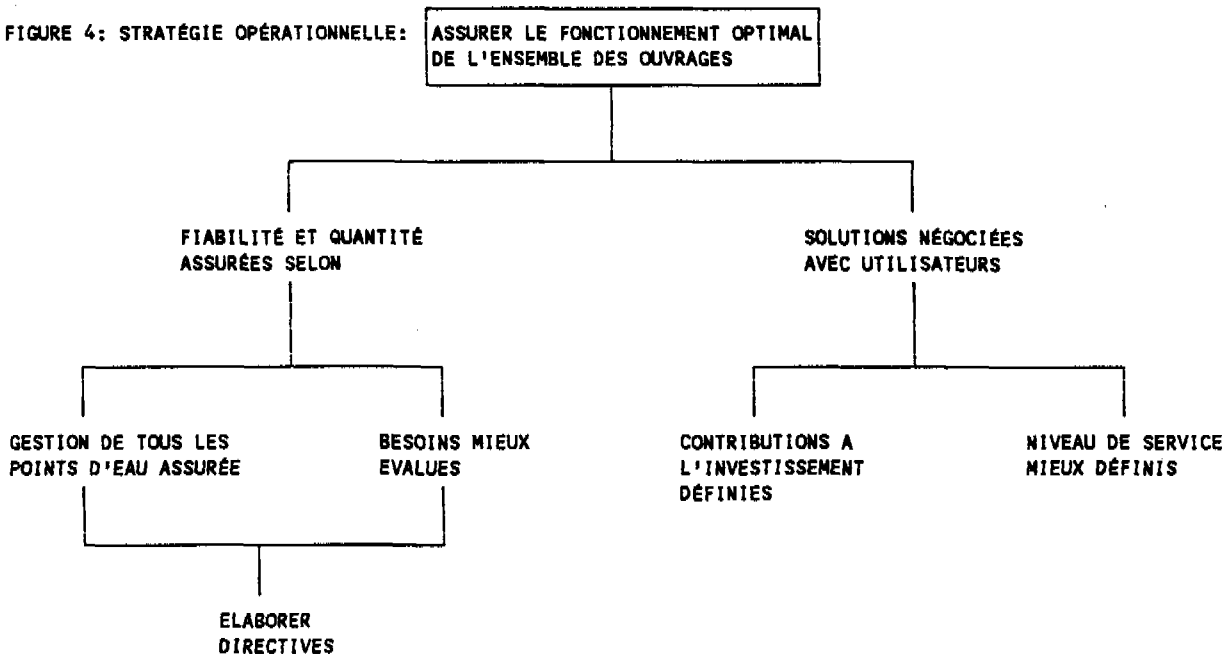 FIGURE 4: STRATÉGIE OPÉRATIONNELLE:
ASSURER LE FONCTIONNEMENT OPTIMAL
DE L'ENSEMBLE DES OUVRAGES
FIABILITÉ ET QUANTITÉ
ASSURÉES SELON
SOLUTIONS NÉGOCIÉES
AVEC UTILISATEURS
GESTION DE TOUS LES
POINTS D'EAU ASSURÉE
BESOINS MIEUX
EVALUES
CONTRIBUTIONS A
L'INVESTISSEMENT
DÉFINIES
NIVEAU DE SERVICE
MIEUX DÉFINIS
ELABORER
DIRECTIVES